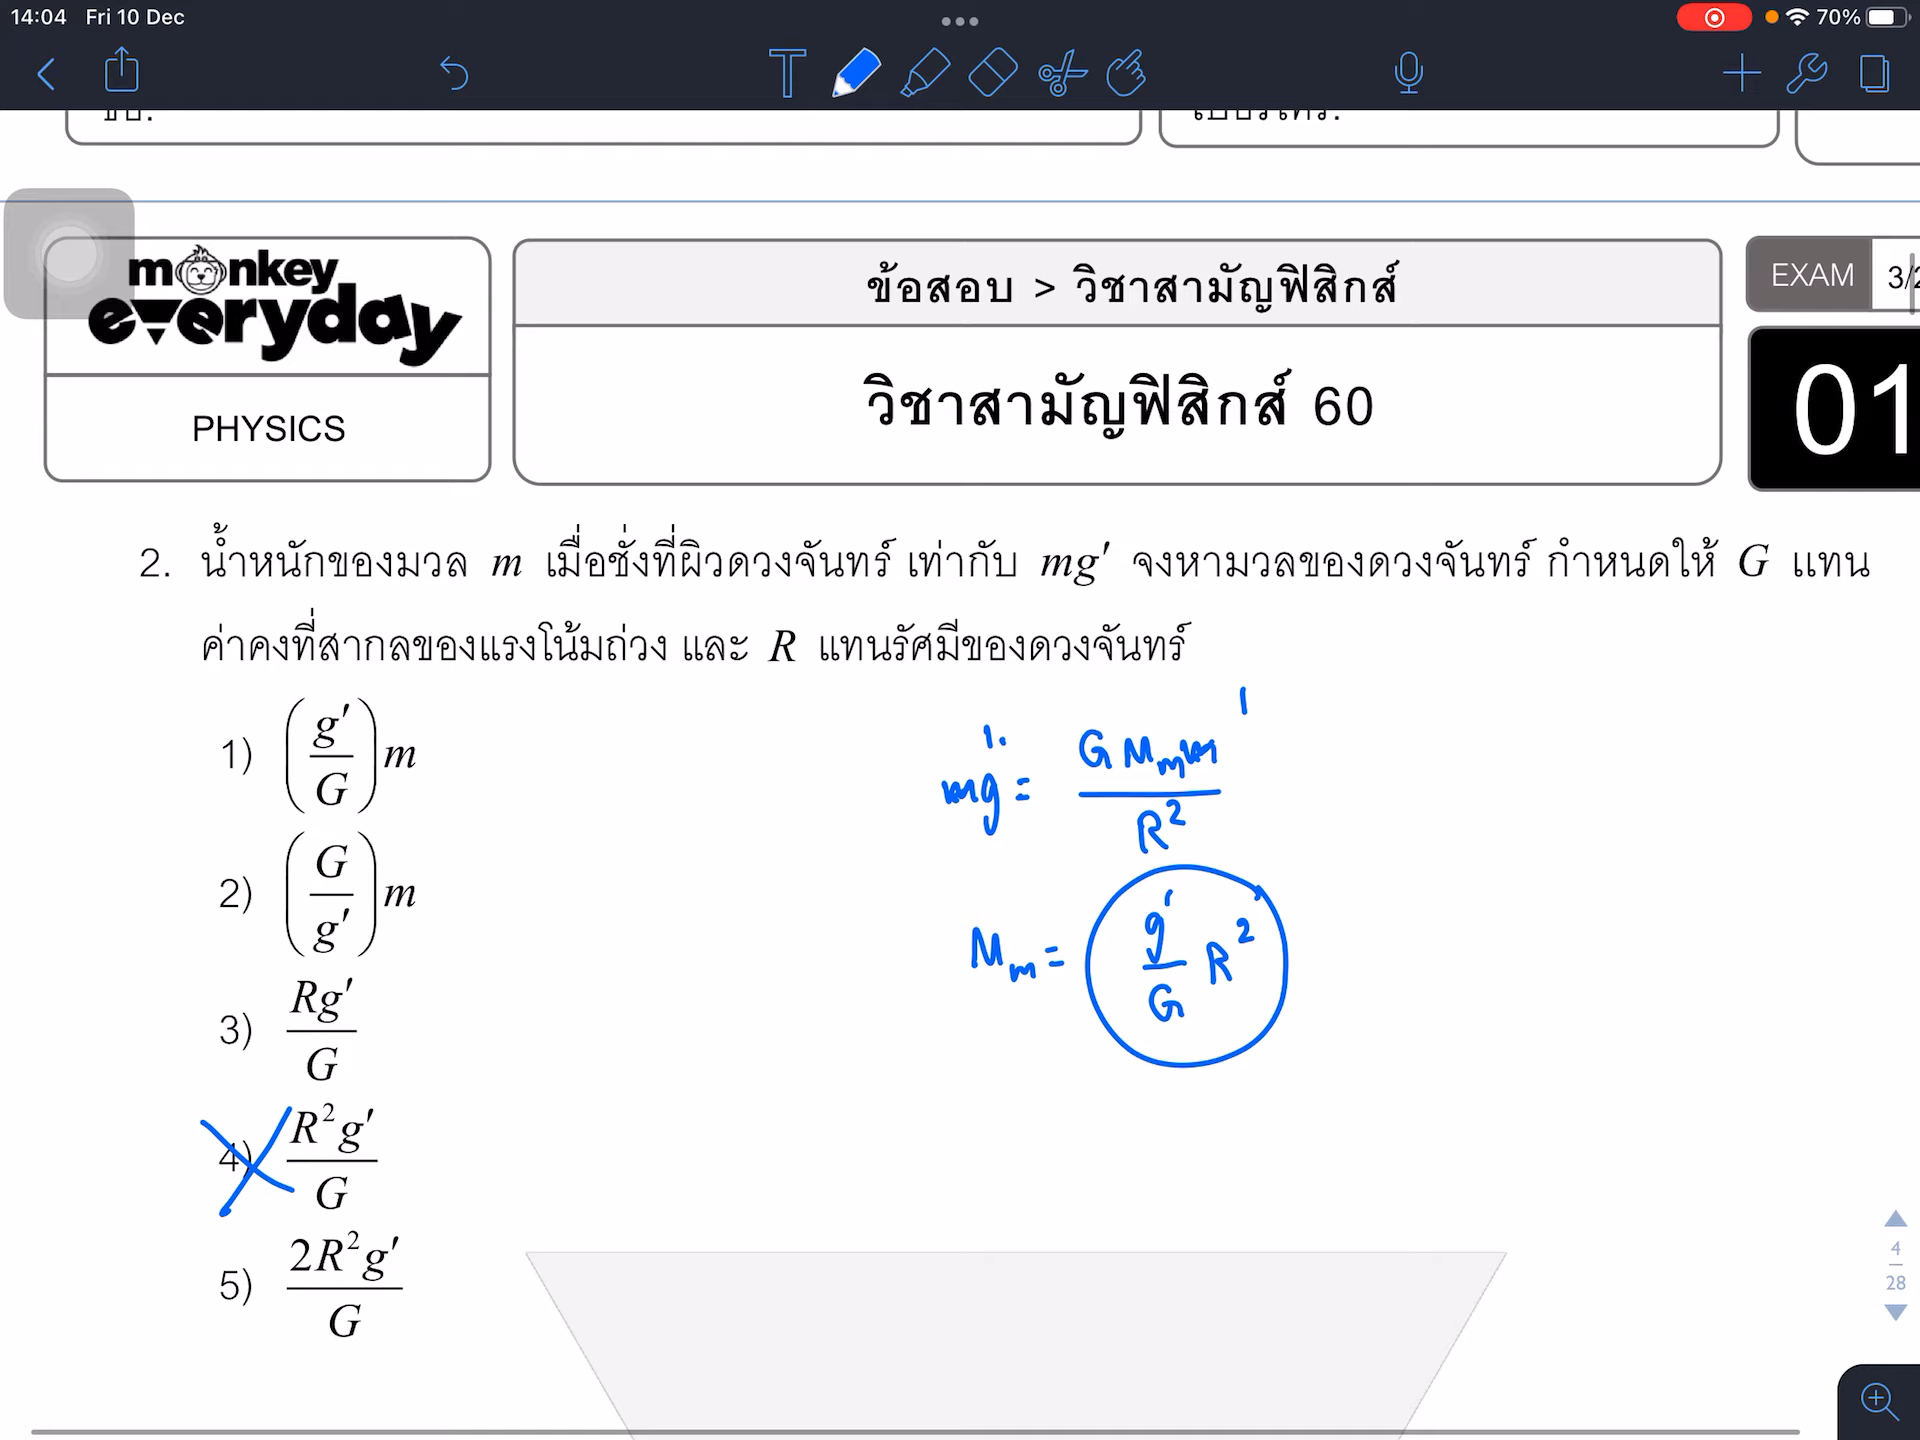 14:04 Fri 10 Dec
70%
monkey
everyday
PHYSICS
ข้อสอบ > วิชาสามัญฟิสิกส์
วิชาสามัญฟิสิกส์ 60
EXAM
01
2. น้ำหนักของมวล m เมื่อชั่งที่ผิวดวงจันทร์ เท่ากับ mg′ จงหามวลของดวงจันทร์ กำหนดให้ G แทน
ค่าคงที่สากลของแรงโน้มถ่วง และ R แทนรัศมีของดวงจันทร์
1) (g′/G)m
2) (G/g′)m
3) Rg′/G
4) R²g′/G
5) 2R²g′/G
mg' = G Mₘm/R²
Mₘ = g'/G R²
4
28